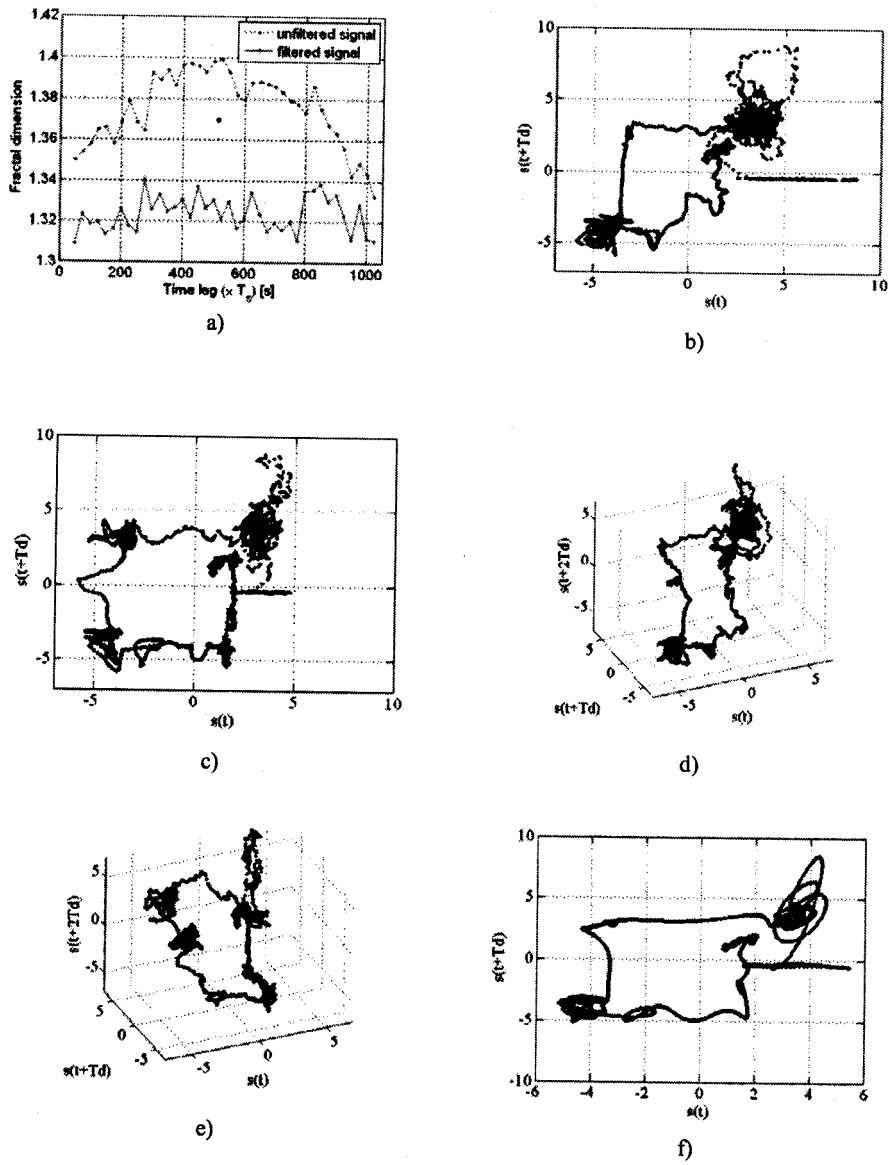 1.42
1.4
1.38
1.36
1.34
1.32
1.3
Fractal dimension
unfiltered signal
filtered signal
0 200 400 600 800 1000
Time lag (× Ts) [s]
a)
10
5
0
-5
s(t+Td)
-5 0 5 10
s(t)
b)
10
5
0
-5
s(t+Td)
-5 0 5 10
s(t)
c)
5
0
-5
s(t+2Td)
5
0
-5
s(t+Td)
-5 0 5
s(t)
d)
5
0
-5
s(t+2Td)
5
0
-5
s(t+Td)
-5 0 5
s(t)
e)
10
5
0
-5
-10
s(t+Td)
-6 -4 -2 0 2 4 6
s(t)
f)